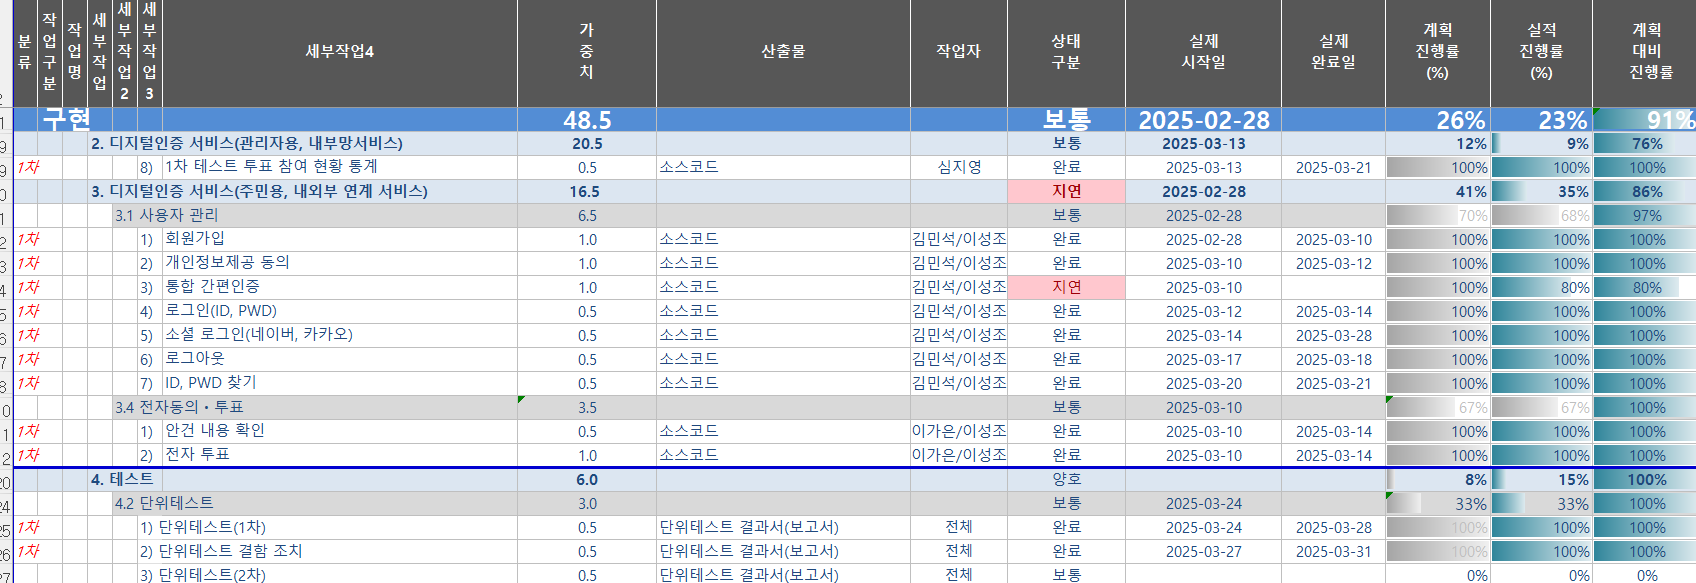 분류 작업구분 작업명 세부작업 세부작업2 세부작업3 세부작업4 가중치 산출물 작업자 상태구분 실제시작일 실제완료일 계획진행률(%) 실적진행률(%) 계획대비진행률
구현 48.5 보통 2025-02-28 26% 23% 91%
2. 디지털인증 서비스(관리자용, 내부망서비스) 20.5 보통 2025-03-13 12% 9% 76%
1차 8) 1차 테스트 투표 참여 현황 통계 0.5 소스코드 심지영 완료 2025-03-13 2025-03-21 100% 100% 100%
3. 디지털인증 서비스(주민용, 내외부 연계 서비스) 16.5 지연 2025-02-28 41% 35% 86%
3.1 사용자 관리 6.5 보통 2025-02-28 70% 68% 97%
1차 1) 회원가입 1.0 소스코드 김민석/이성조 완료 2025-02-28 2025-03-10 100% 100% 100%
1차 2) 개인정보제공 동의 1.0 소스코드 김민석/이성조 완료 2025-03-10 2025-03-12 100% 100% 100%
1차 3) 통합 간편인증 1.0 소스코드 김민석/이성조 지연 2025-03-10 100% 80% 80%
1차 4) 로그인(ID, PWD) 0.5 소스코드 김민석/이성조 완료 2025-03-12 2025-03-14 100% 100% 100%
1차 5) 소셜 로그인(네이버, 카카오) 0.5 소스코드 김민석/이성조 완료 2025-03-14 2025-03-28 100% 100% 100%
1차 6) 로그아웃 0.5 소스코드 김민석/이성조 완료 2025-03-17 2025-03-18 100% 100% 100%
1차 7) ID, PWD 찾기 0.5 소스코드 김민석/이성조 완료 2025-03-20 2025-03-21 100% 100% 100%
3.4 전자동의・투표 3.5 보통 2025-03-10 67% 67% 100%
1차 1) 안건 내용 확인 0.5 소스코드 이가은/이성조 완료 2025-03-10 2025-03-14 100% 100% 100%
1차 2) 전자 투표 1.0 소스코드 이가은/이성조 완료 2025-03-10 2025-03-14 100% 100% 100%
4. 테스트 6.0 양호 8% 15% 100%
4.2 단위테스트 3.0 보통 2025-03-24 33% 33% 100%
1차 1) 단위테스트(1차) 0.5 단위테스트 결과서(보고서) 전체 완료 2025-03-24 2025-03-28 100% 100% 100%
1차 2) 단위테스트 결함 조치 0.5 단위테스트 결과서(보고서) 전체 완료 2025-03-27 2025-03-31 100% 100% 100%
3) 단위테스트(2차) 0.5 단위테스트 결과서(보고서) 전체 보통 0% 0% 0%